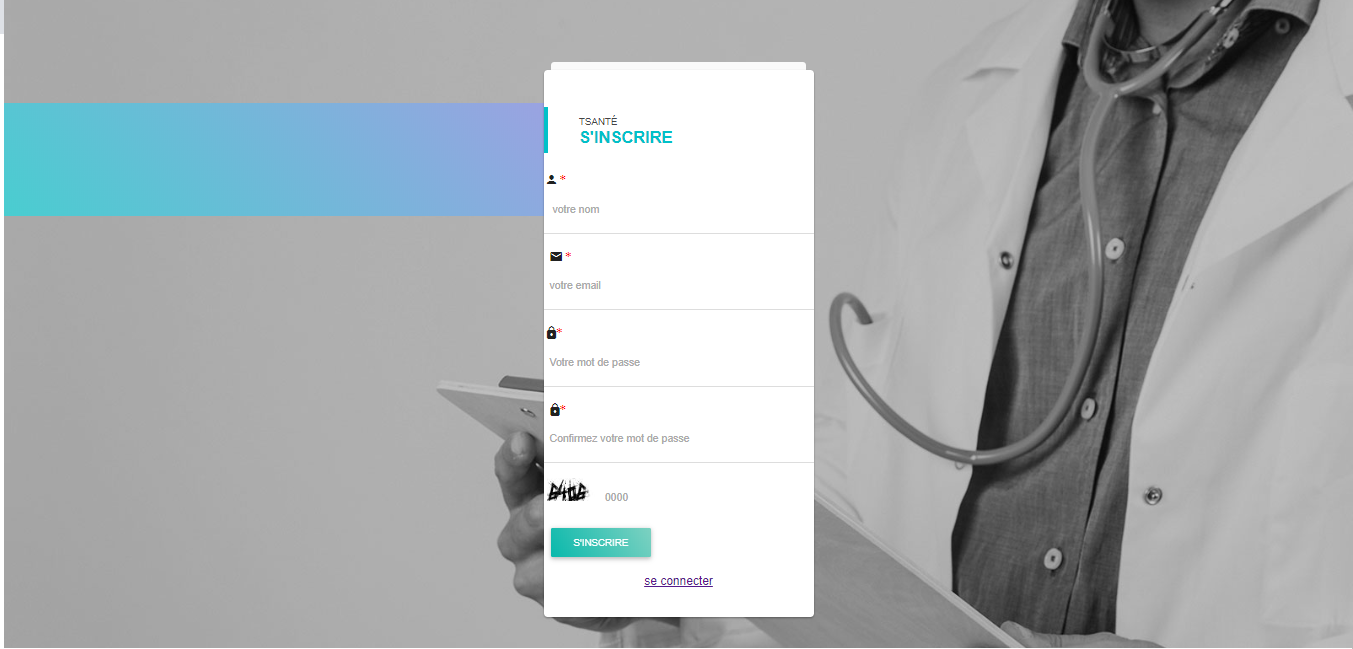 TSANTÉ
S'INSCRIRE
*
votre nom
*
votre email
*
Votre mot de passe
*
Confirmez votre mot de passe
0000
S'INSCRIRE
se connecter